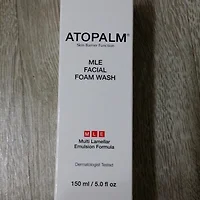 ATOPALM®
Skin Barrier Function
MLE
FACIAL
FOAM WASH
MLE
Multi Lamellar
Emulsion Formula
Dermatologist Tested
150 ml / 5.0 fl oz